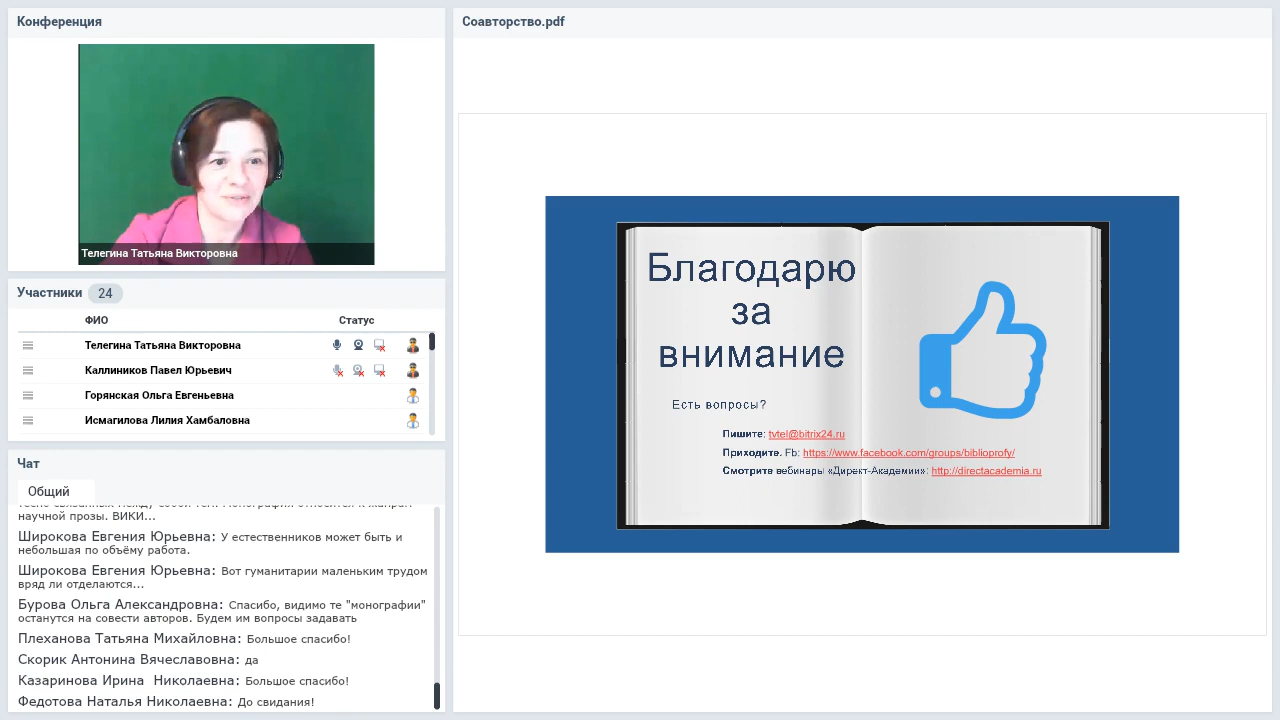 Конференция
Телегина Татьяна Викторовна
Участники 24
ФИО Статус
Телегина Татьяна Викторовна
Каллиников Павел Юрьевич
Горянская Ольга Евгеньевна
Исмагилова Лилия Хамбаловна
Чат
Общий
научной прозы. ВИКИ...
Широкова Евгения Юрьевна: У естественников может быть и
небольшая по объёму работа.
Широкова Евгения Юрьевна: Вот гуманитарии маленьким трудом
вряд ли отделаются...
Бурова Ольга Александровна: Спасибо, видимо те "монографии"
останутся на совести авторов. Будем им вопросы задавать
Плеханова Татьяна Михайловна: Большое спасибо!
Скорик Антонина Вячеславовна: да
Казаринова Ирина Николаевна: Большое спасибо!
Федотова Наталья Николаевна: До свидания!
Соавторство.pdf
Благодарю
за
внимание
Есть вопросы?
Пишите: tvtel@bitrix24.ru
Приходите. Fb: https://www.facebook.com/groups/biblioprofy/
Смотрите вебинары «Директ-Академии»: http://directacademia.ru